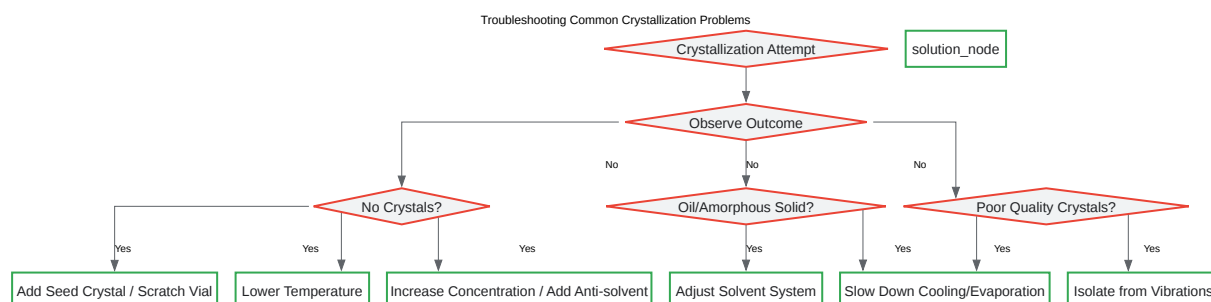 Troubleshooting Common Crystallization Problems
Crystallization Attempt
solution_node
Observe Outcome
No
No
No
No Crystals?
Oil/Amorphous Solid?
Poor Quality Crystals?
Yes
Yes
Yes
Yes
Yes
Yes
Yes
Add Seed Crystal / Scratch Vial
Lower Temperature
Increase Concentration / Add Anti-solvent
Adjust Solvent System
Slow Down Cooling/Evaporation
Isolate from Vibrations